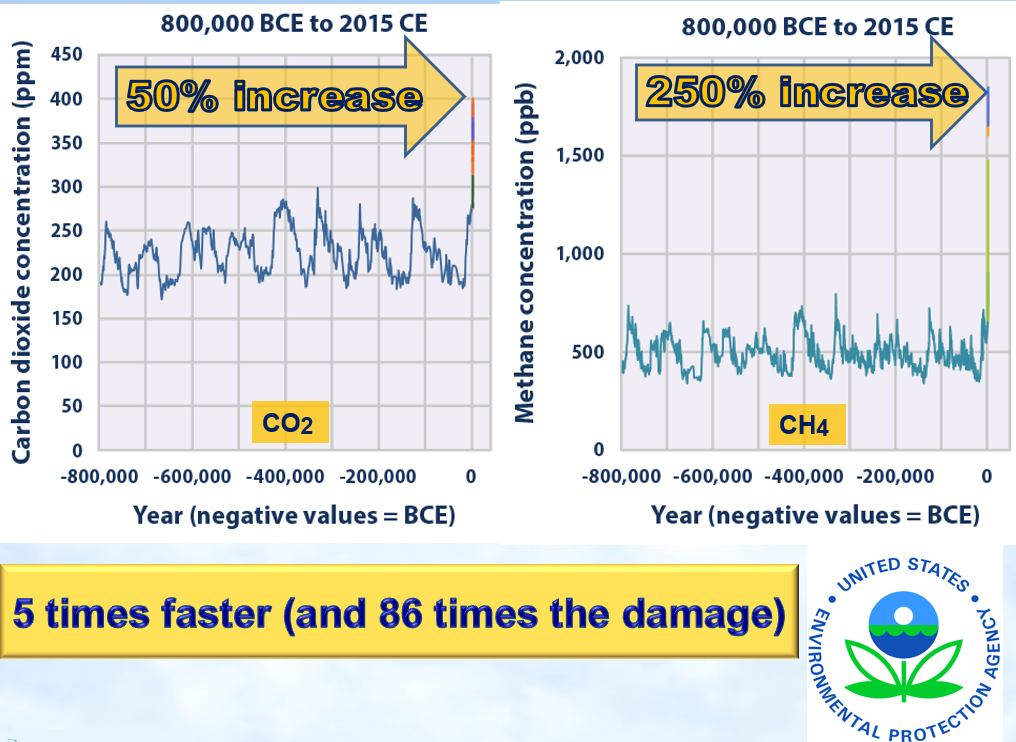 800,000 BCE to 2015 CE
Carbon dioxide concentration (ppm)
450
400
350
300
250
200
150
100
50
0
50% increase
CO2
-800,000 -600,000 -400,000 -200,000 0
Year (negative values = BCE)
800,000 BCE to 2015 CE
Methane concentration (ppb)
2,000
1,500
1,000
500
0
250% increase
CH4
-800,000 -600,000 -400,000 -200,000 0
Year (negative values = BCE)
5 times faster (and 86 times the damage)
UNITED STATES
ENVIRONMENTAL PROTECTION AGENCY